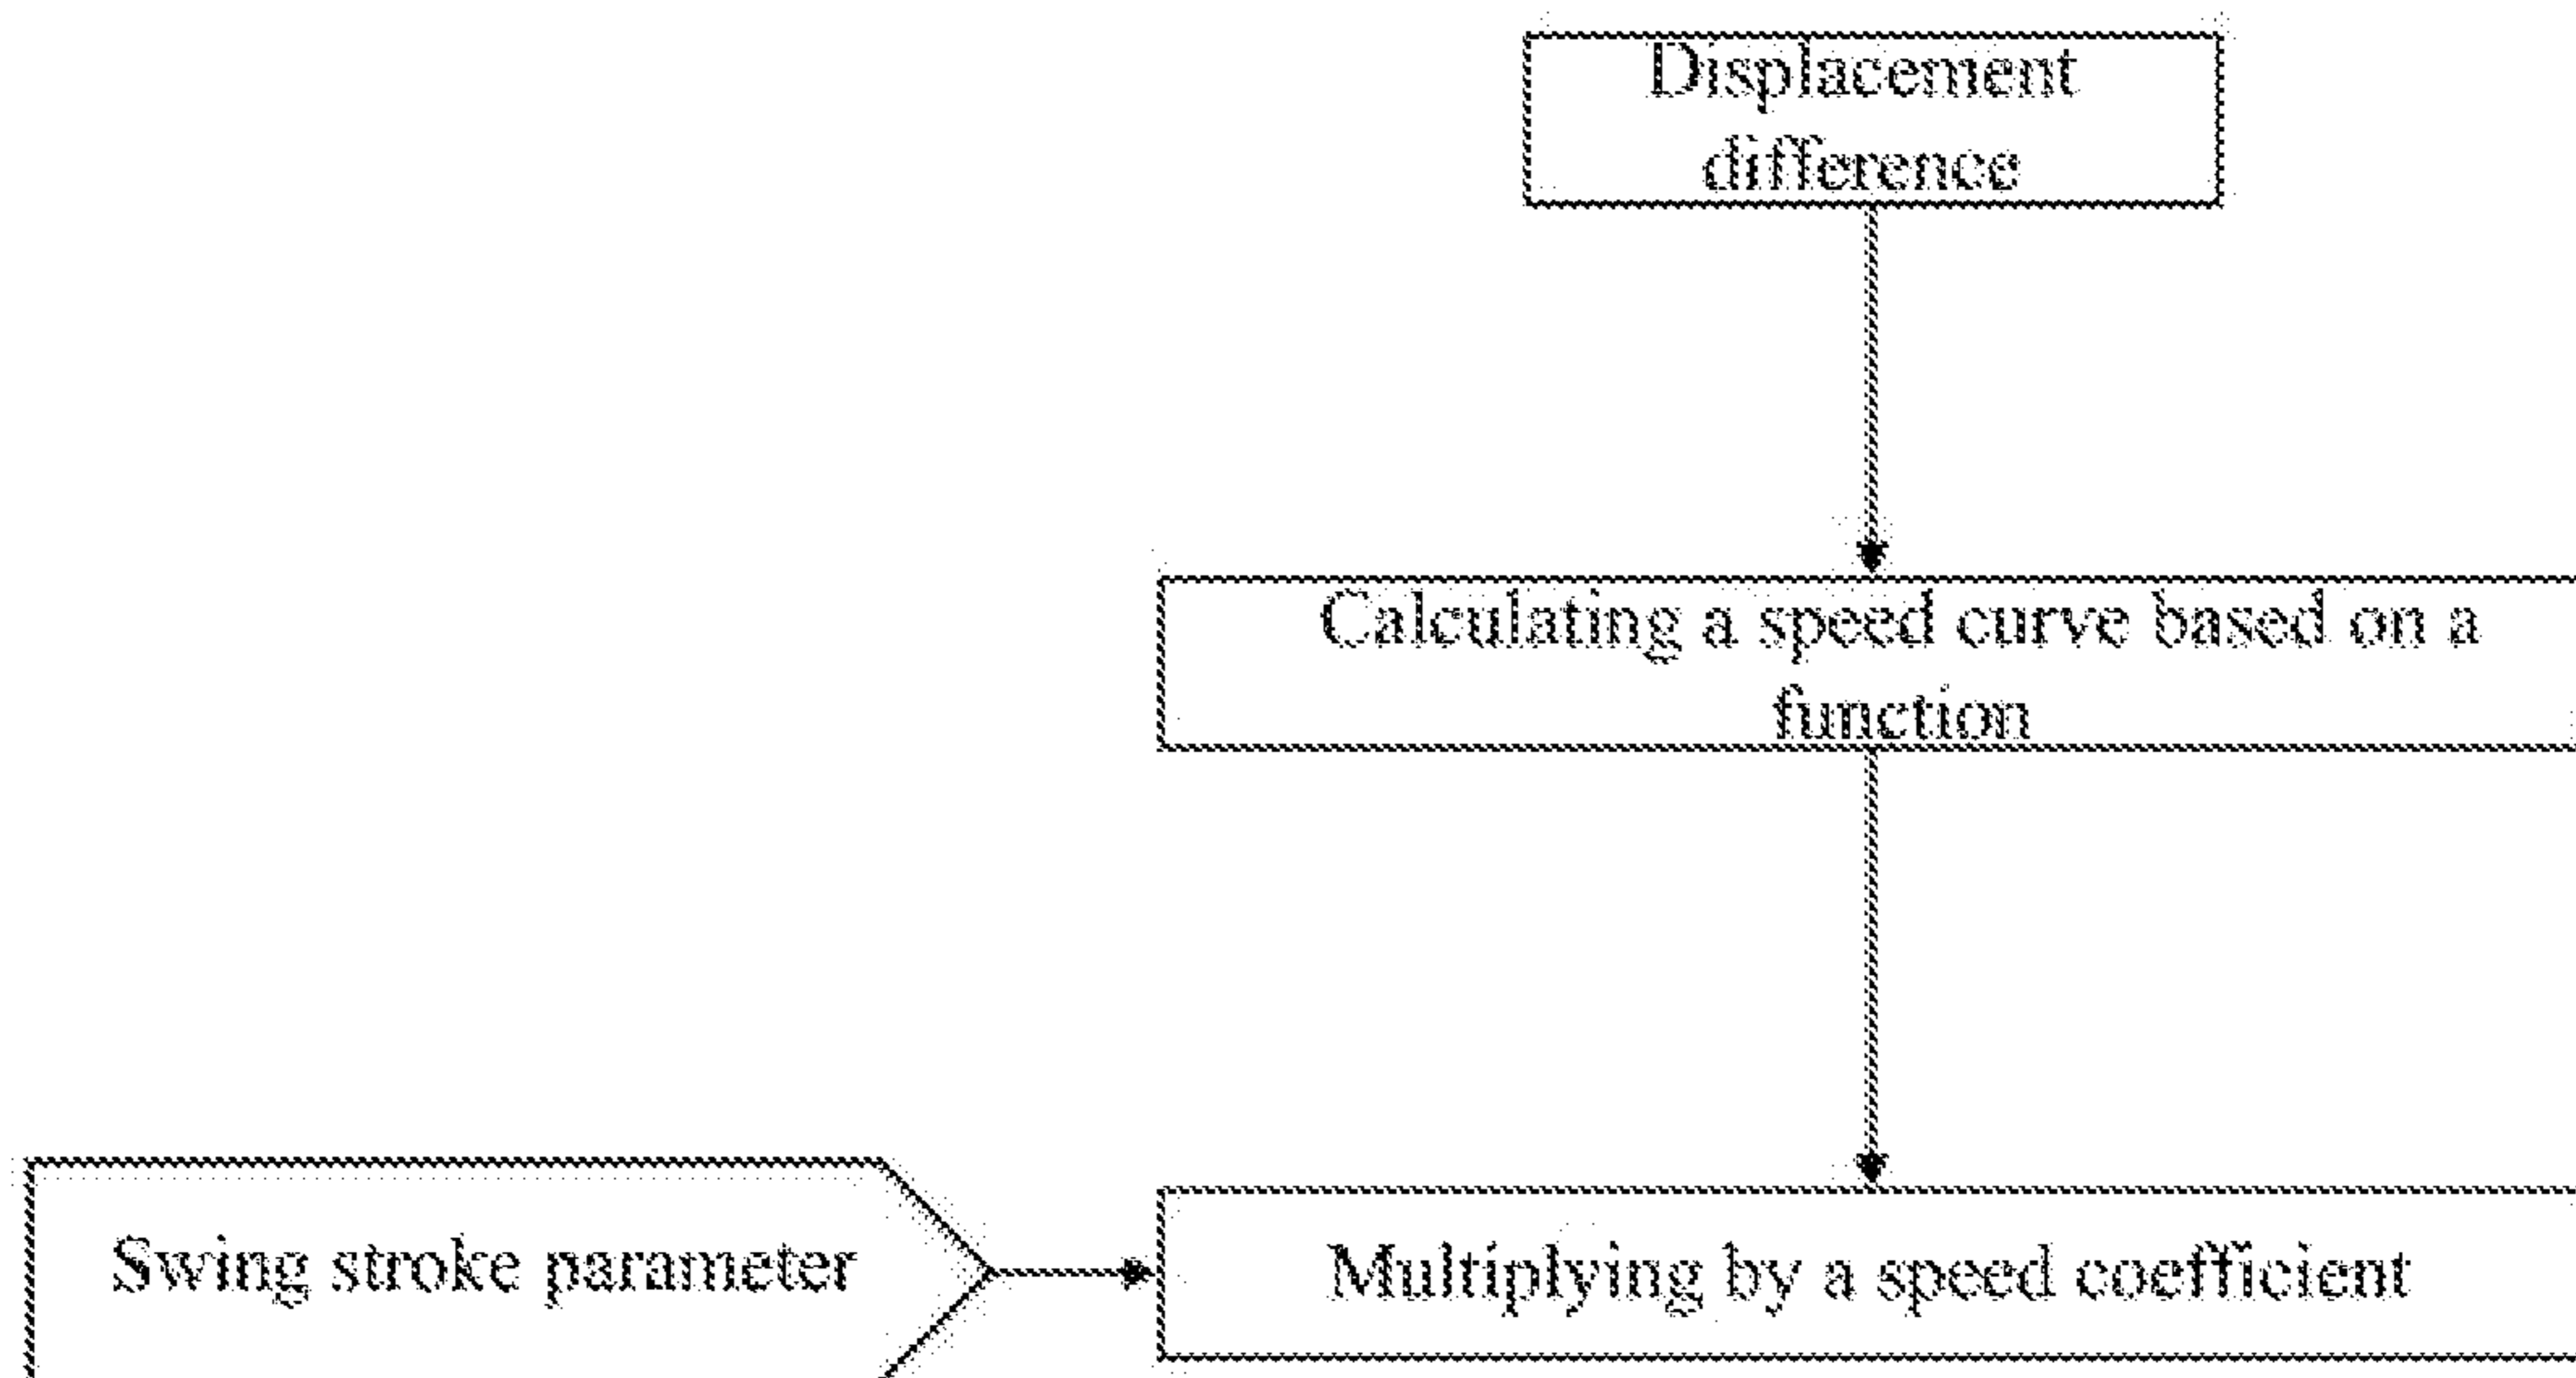 Displacement
difference
Calculating a speed curve based on a
function
Swing stroke parameter
Multiplying by a speed coefficient